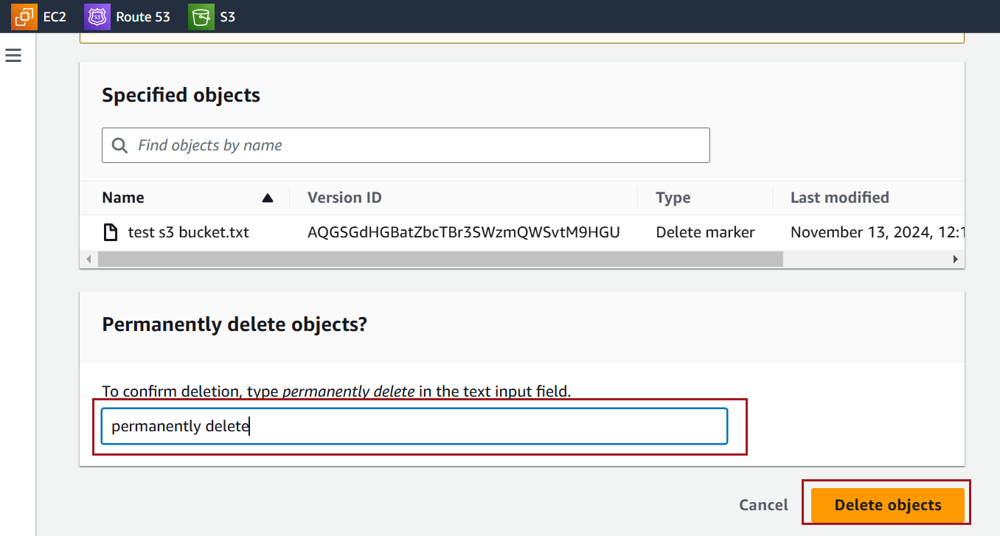 EC2 Route 53 S3
Specified objects
Find objects by name
Name Version ID Type Last modified
test s3 bucket.txt AQGSGdHGBatZbcTBr3SWzmQWSvtM9HGU Delete marker November 13, 2024, 12:1
Permanently delete objects?
To confirm deletion, type permanently delete in the text input field.
permanently delete
Cancel Delete objects